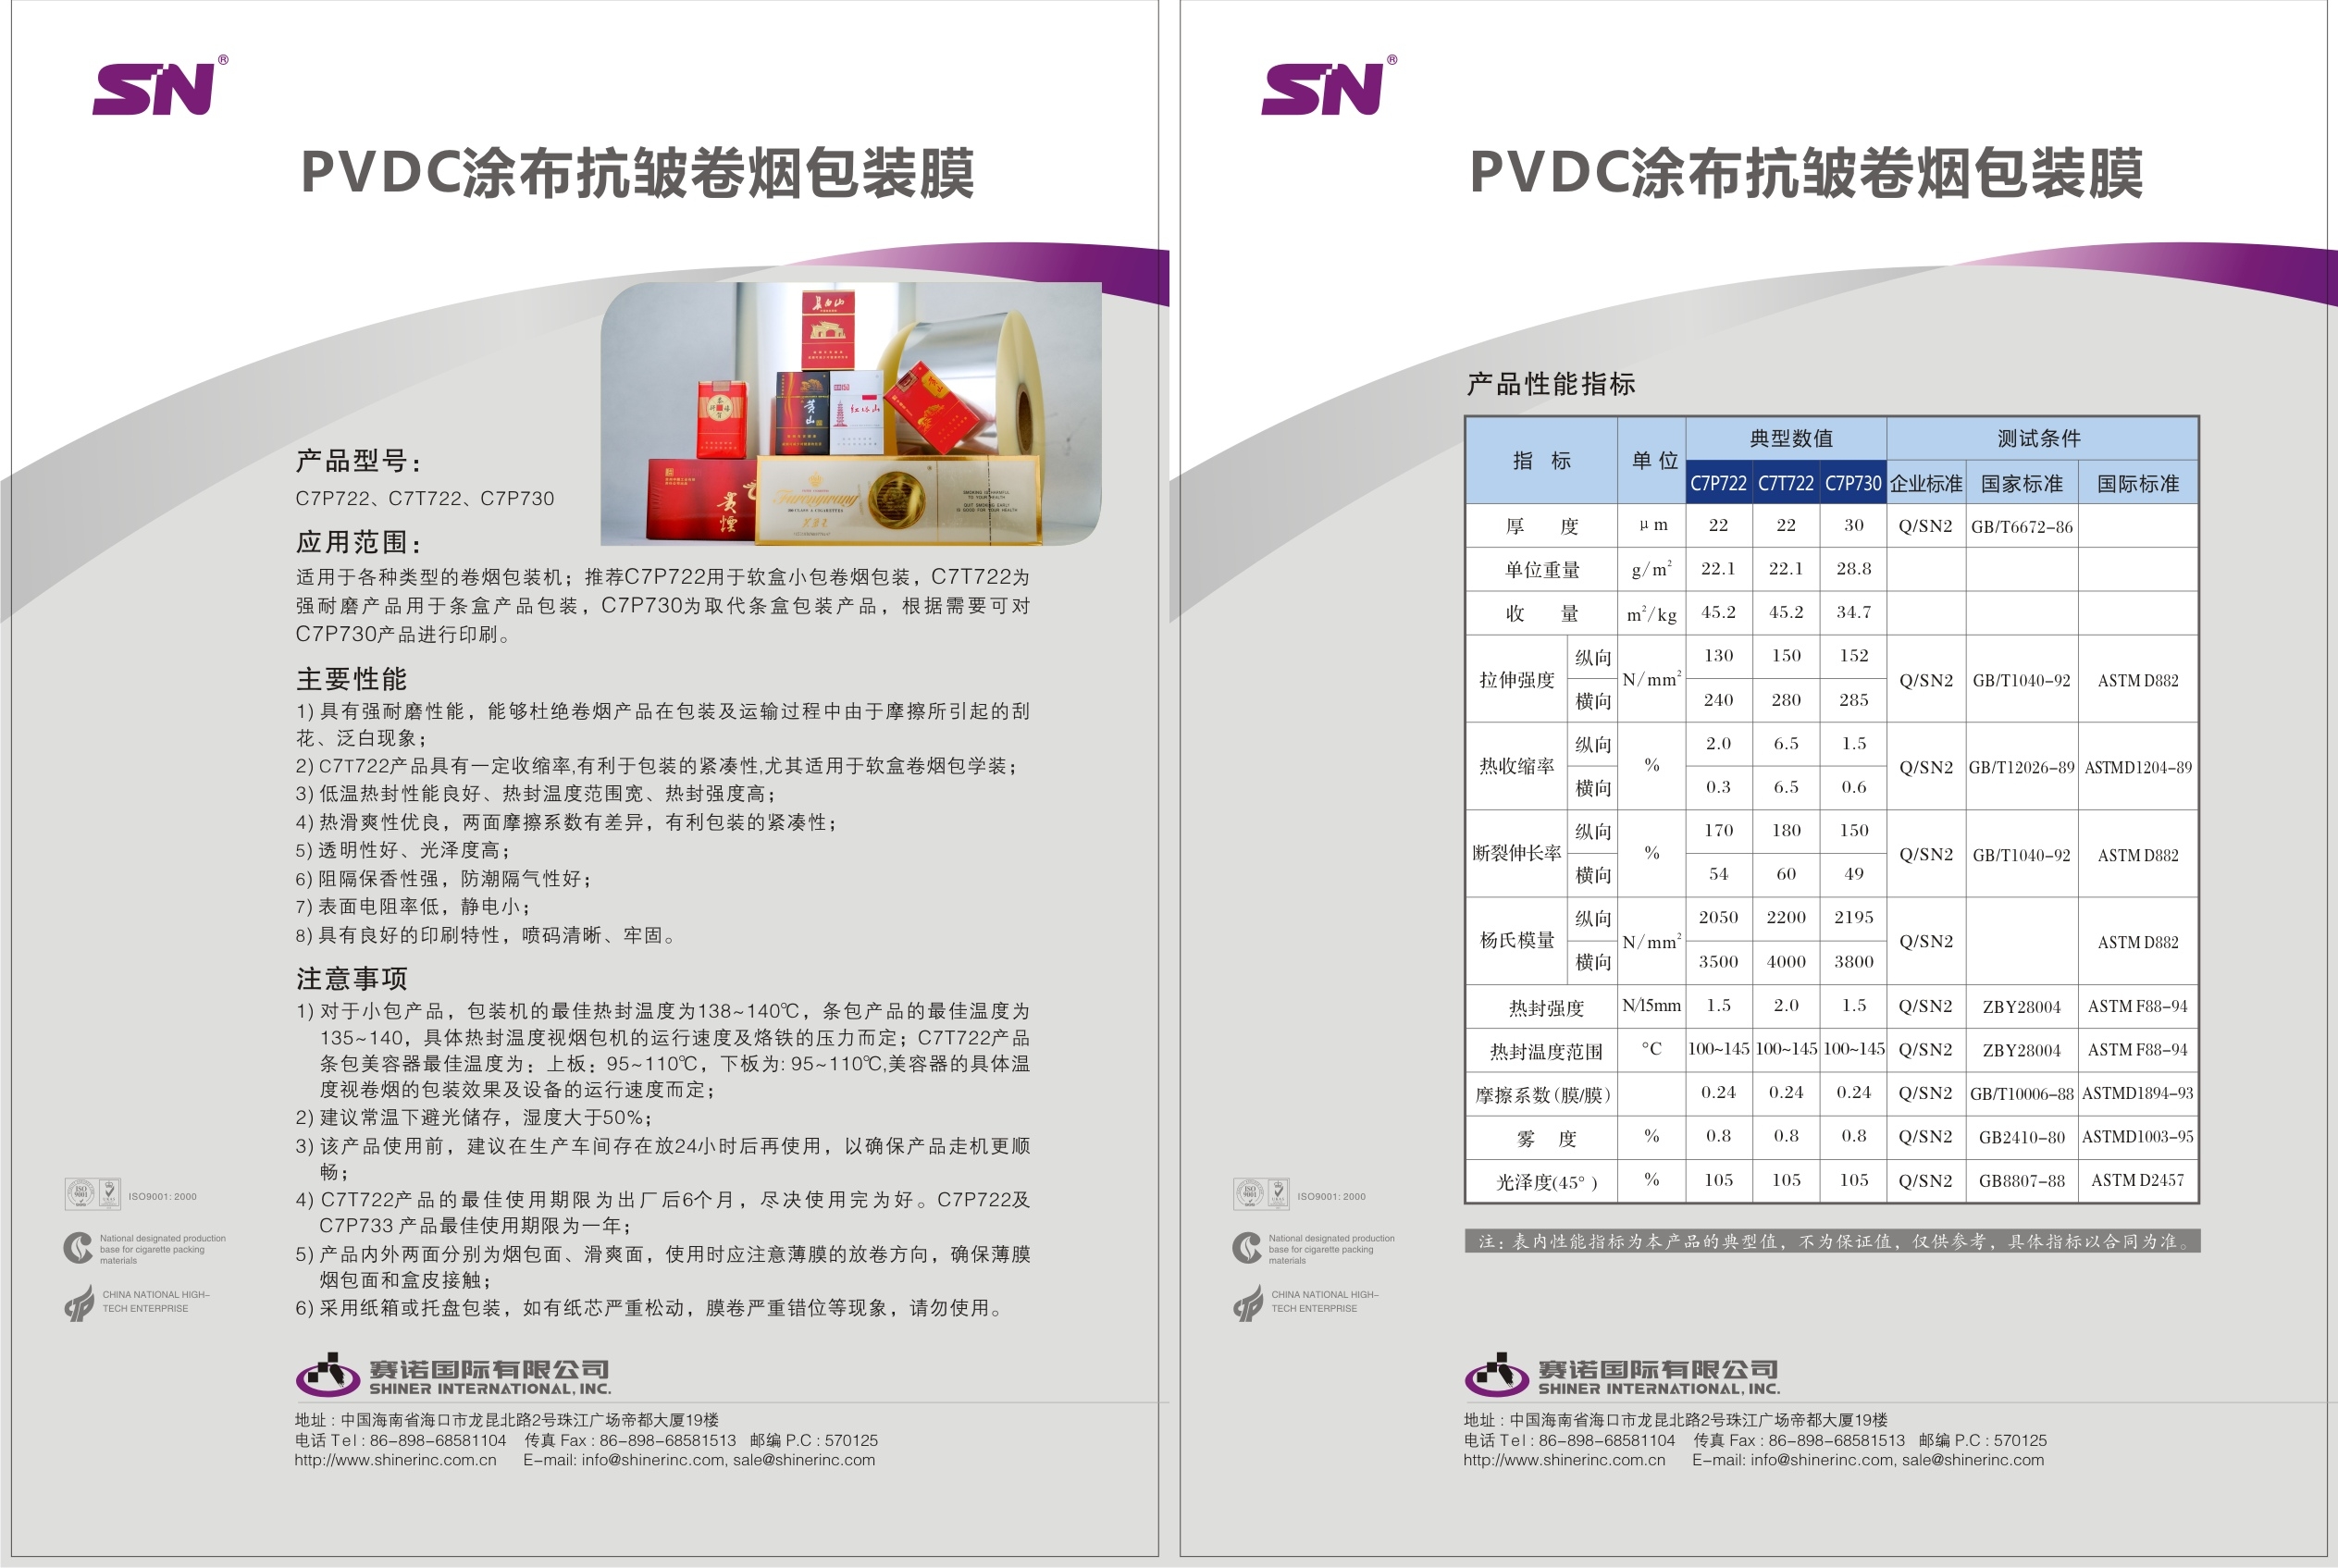 SN®
PVDC涂布抗皱卷烟包装膜
产品型号：
C7P722、C7T722、C7P730
应用范围：
适用于各种类型的卷烟包装机；推荐C7P722用于软盒小包卷烟包装，C7T722为
强耐磨产品用于条盒产品包装，C7P730为取代条盒包装产品，根据需要可对
C7P730产品进行印刷。
主要性能
1) 具有强耐磨性能，能够杜绝卷烟产品在包装及运输过程中由于摩擦所引起的刮
花、泛白现象；
2) C7T722产品具有一定收缩率,有利于包装的紧凑性,尤其适用于软盒卷烟包学装；
3) 低温热封性能良好、热封温度范围宽、热封强度高；
4) 热滑爽性优良，两面摩擦系数有差异，有利包装的紧凑性；
5) 透明性好、光泽度高；
6) 阻隔保香性强，防潮隔气性好；
7) 表面电阻率低，静电小；
8) 具有良好的印刷特性，喷码清晰、牢固。
注意事项
1) 对于小包产品，包装机的最佳热封温度为138~140℃，条包产品的最佳温度为
135~140，具体热封温度视烟包机的运行速度及烙铁的压力而定；C7T722产品
条包美容器最佳温度为：上板：95~110℃，下板为: 95~110℃,美容器的具体温
度视卷烟的包装效果及设备的运行速度而定；
2) 建议常温下避光储存，湿度大于50%；
3) 该产品使用前，建议在生产车间存在放24小时后再使用，以确保产品走机更顺
畅；
4) C7T722产品的最佳使用期限为出厂后6个月，尽决使用完为好。C7P722及
C7P733 产品最佳使用期限为一年；
5) 产品内外两面分别为烟包面、滑爽面，使用时应注意薄膜的放卷方向，确保薄膜
烟包面和盒皮接触；
6) 采用纸箱或托盘包装，如有纸芯严重松动，膜卷严重错位等现象，请勿使用。
ISO9001: 2000
National designated production
base for cigarette packing
materials
CHINA NATIONAL HIGH-
TECH ENTERPRISE
赛诺国际有限公司
SHINER INTERNATIONAL, INC.
地址 : 中国海南省海口市龙昆北路2号珠江广场帝都大厦19楼
电话 Tel : 86-898-68581104 传真 Fax : 86-898-68581513 邮编 P.C : 570125
http://www.shinerinc.com.cn E-mail: info@shinerinc.com, sale@shinerinc.com
SN®
PVDC涂布抗皱卷烟包装膜
产品性能指标
指 标 单 位 典型数值 测试条件
C7P722 C7T722 C7P730 企业标准 国家标准 国际标准
厚 度 μm 22 22 30 Q/SN2 GB/T6672-86
单位重量 g/m² 22.1 22.1 28.8
收 量 m²/kg 45.2 45.2 34.7
拉伸强度 纵向 N/mm² 130 150 152 Q/SN2 GB/T1040-92 ASTM D882
横向 240 280 285
热收缩率 纵向 % 2.0 6.5 1.5 Q/SN2 GB/T12026-89 ASTMD1204-89
横向 0.3 6.5 0.6
断裂伸长率 纵向 % 170 180 150 Q/SN2 GB/T1040-92 ASTM D882
横向 54 60 49
杨氏模量 纵向 N/mm² 2050 2200 2195 Q/SN2 ASTM D882
横向 3500 4000 3800
热封强度 N/15mm 1.5 2.0 1.5 Q/SN2 ZBY28004 ASTM F88-94
热封温度范围 °C 100~145 100~145 100~145 Q/SN2 ZBY28004 ASTM F88-94
摩擦系数(膜/膜) 0.24 0.24 0.24 Q/SN2 GB/T10006-88 ASTMD1894-93
雾 度 % 0.8 0.8 0.8 Q/SN2 GB2410-80 ASTMD1003-95
光泽度(45°) % 105 105 105 Q/SN2 GB8807-88 ASTM D2457
注：表内性能指标为本产品的典型值，不为保证值，仅供参考，具体指标以合同为准。
ISO9001: 2000
National designated production
base for cigarette packing
materials
CHINA NATIONAL HIGH-
TECH ENTERPRISE
赛诺国际有限公司
SHINER INTERNATIONAL, INC.
地址 : 中国海南省海口市龙昆北路2号珠江广场帝都大厦19楼
电话 Tel : 86-898-68581104 传真 Fax : 86-898-68581513 邮编 P.C : 570125
http://www.shinerinc.com.cn E-mail: info@shinerinc.com, sale@shinerinc.com